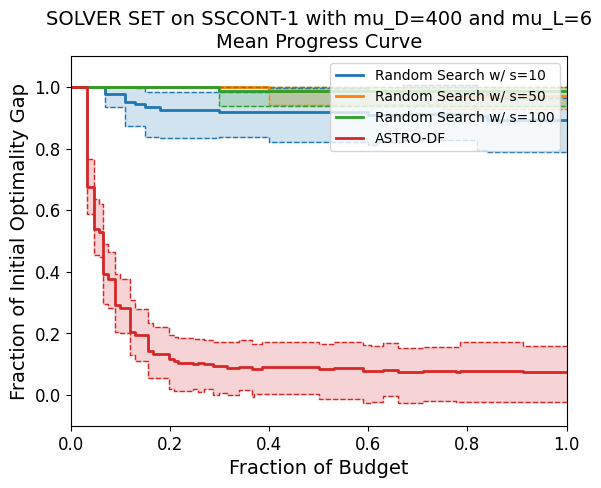 SOLVER SET on SSCONT-1 with mu_D=400 and mu_L=6
Mean Progress Curve
Random Search w/ s=10
Random Search w/ s=50
Random Search w/ s=100
ASTRO-DF
Fraction of Initial Optimality Gap
1.0
0.8
0.6
0.4
0.2
0.0
0.0 0.2 0.4 0.6 0.8 1.0
Fraction of Budget